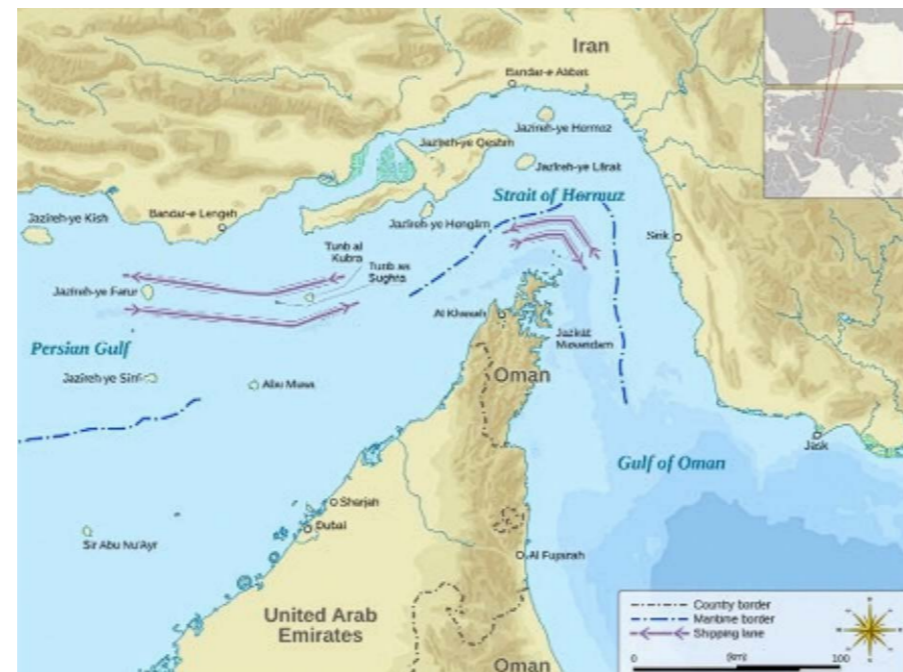 Iran
Bandar-e Abbas
Jazireh-ye Hormoz
Jazireh-ye Qeshm
Jazireh-ye Larak
Strait of Hormuz
Jazireh-ye Kish
Bandar-e Lengeh
Jazireh-ye Hengam
Sirik
Tunb al
Kubra
Tunb as
Sughra
Jazireh-ye Farur
Al Khasab
Jazirat
Musandam
Persian Gulf
Jazireh-ye Sirri
Abu Musa
Oman
Jask
Gulf of Oman
Sharjah
Dubai
Sir Abu Nu'Ayr
Al Fujairah
United Arab
Emirates
Oman
Country border
Maritime border
Shipping lane
0 (km) 100